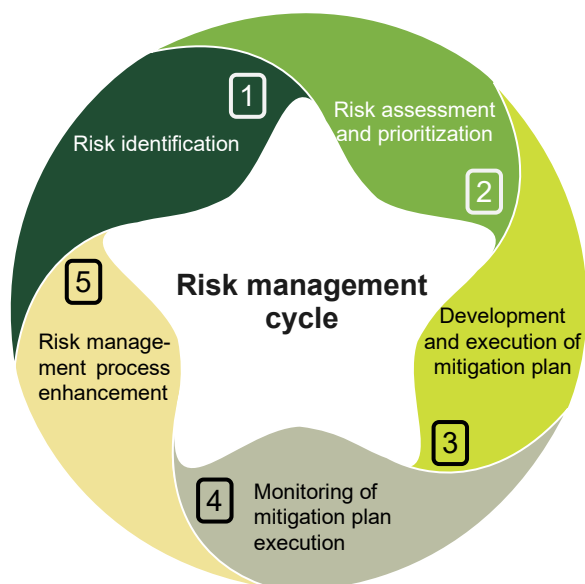 1
Risk identification
Risk assessment
and prioritization
2
Development
and execution of
mitigation plan
3
4
Monitoring of
mitigation plan
execution
5
Risk manage-
ment process
enhancement
Risk management
cycle